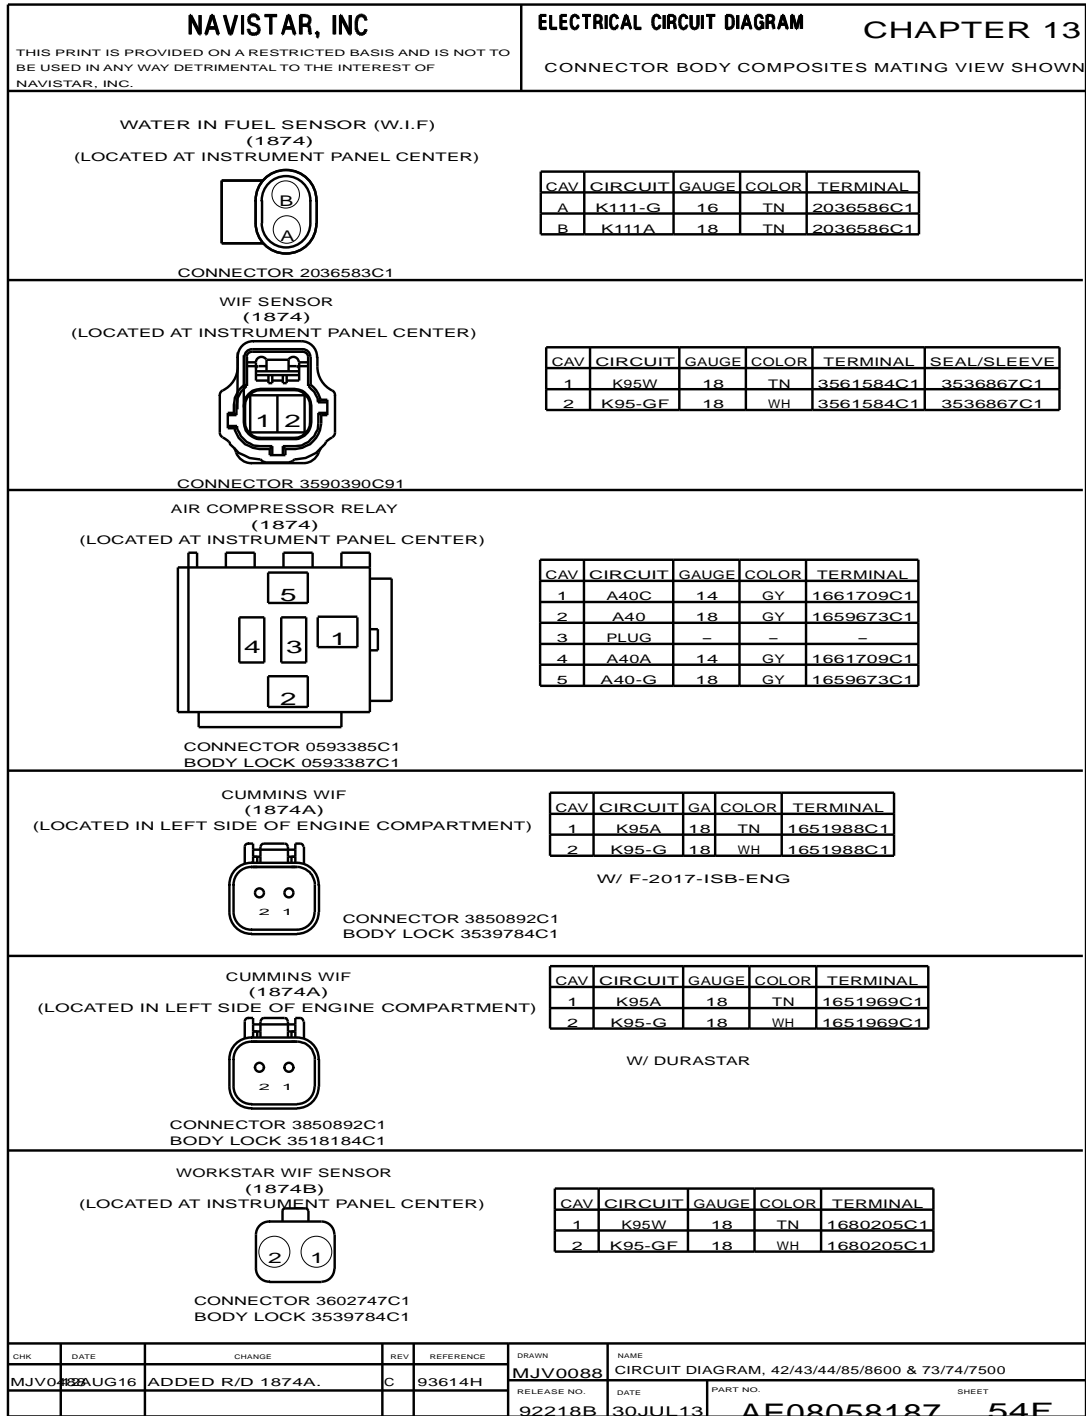 NAVISTAR, INC
THIS PRINT IS PROVIDED ON A RESTRICTED BASIS AND IS NOT TO
BE USED IN ANY WAY DETRIMENTAL TO THE INTEREST OF
NAVISTAR, INC.
ELECTRICAL CIRCUIT DIAGRAM
CHAPTER 13
CONNECTOR BODY COMPOSITES MATING VIEW SHOWN
WATER IN FUEL SENSOR (W.I.F)
(1874)
(LOCATED AT INSTRUMENT PANEL CENTER)
B
A
CONNECTOR 2036583C1
CAV CIRCUIT GAUGE COLOR TERMINAL
A K111-G 16 TN 2036586C1
B K111A 18 TN 2036586C1
WIF SENSOR
(1874)
(LOCATED AT INSTRUMENT PANEL CENTER)
1 2
CONNECTOR 3590390C91
CAV CIRCUIT GAUGE COLOR TERMINAL SEAL/SLEEVE
1 K95W 18 TN 3561584C1 3536867C1
2 K95-GF 18 WH 3561584C1 3536867C1
AIR COMPRESSOR RELAY
(1874)
(LOCATED AT INSTRUMENT PANEL CENTER)
5
4 3 1
2
CONNECTOR 0593385C1
BODY LOCK 0593387C1
CAV CIRCUIT GAUGE COLOR TERMINAL
1 A40C 14 GY 1661709C1
2 A40 18 GY 1659673C1
3 PLUG – – –
4 A40A 14 GY 1661709C1
5 A40-G 18 GY 1659673C1
CUMMINS WIF
(1874A)
(LOCATED IN LEFT SIDE OF ENGINE COMPARTMENT)
2 1
CONNECTOR 3850892C1
BODY LOCK 3539784C1
CAV CIRCUIT GA COLOR TERMINAL
1 K95A 18 TN 1651988C1
2 K95-G 18 WH 1651988C1
W/ F-2017-ISB-ENG
CUMMINS WIF
(1874A)
(LOCATED IN LEFT SIDE OF ENGINE COMPARTMENT)
2 1
CONNECTOR 3850892C1
BODY LOCK 3518184C1
CAV CIRCUIT GAUGE COLOR TERMINAL
1 K95A 18 TN 1651969C1
2 K95-G 18 WH 1651969C1
W/ DURASTAR
WORKSTAR WIF SENSOR
(1874B)
(LOCATED AT INSTRUMENT PANEL CENTER)
2 1
CONNECTOR 3602747C1
BODY LOCK 3539784C1
CAV CIRCUIT GAUGE COLOR TERMINAL
1 K95W 18 TN 1680205C1
2 K95-GF 18 WH 1680205C1
CHK DATE CHANGE REV REFERENCE
ADDED R/D 1874A. C 93614H
DRAWN
MJV0088
NAME
CIRCUIT DIAGRAM, 42/43/44/85/8600 & 73/74/7500
RELEASE NO. DATE PART NO. SHEET
92218B 30JUL13 AE08058187 54E